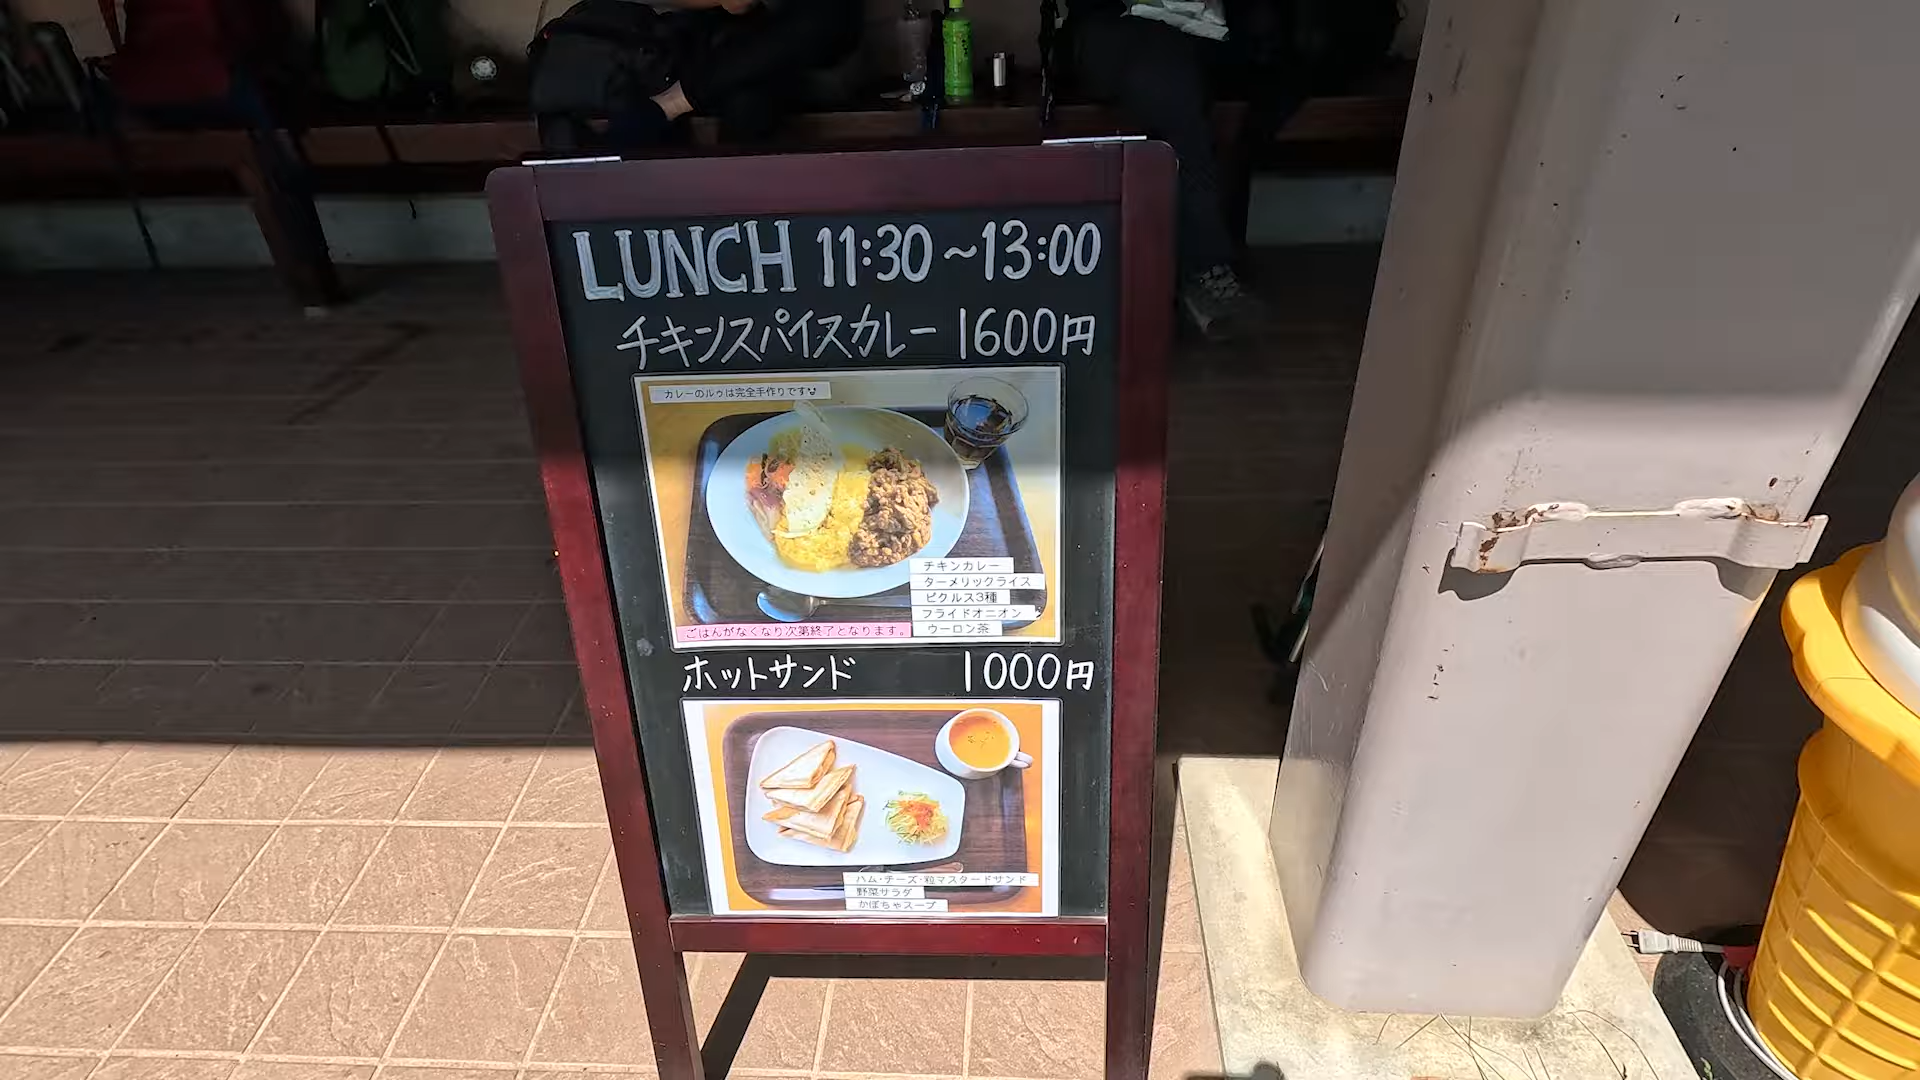 LUNCH 11:30~13:00
チキンスパイスカレー 1600円
カレーのルゥは完全手作りです
チキンカレー
ターメリックライス
ピクルス3種
フライドオニオン
ウーロン茶
ごはんがなくなり次第終了となります。
ホットサンド 1000円
ハム・チーズ・粒マスタードサンド
野菜サラダ
かぼちゃスープ